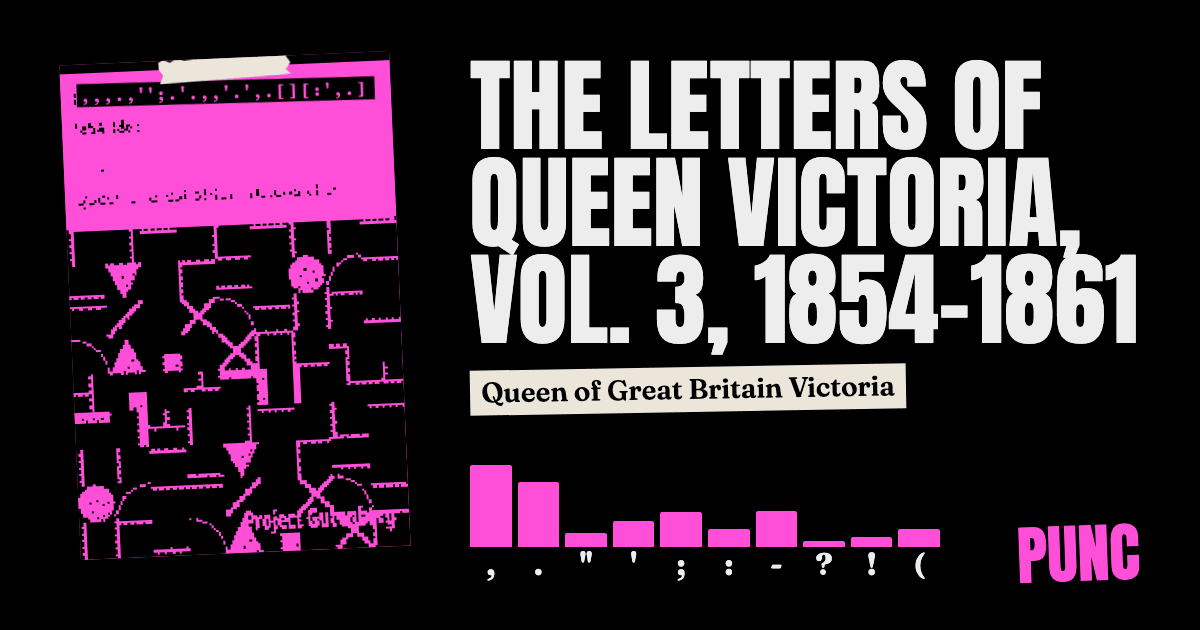 THE LETTERS OF
QUEEN VICTORIA,
VOL. 3, 1854-1861
Queen of Great Britain Victoria
, . " ' ; : - ? ! (
PUNC
Project Gutenberg